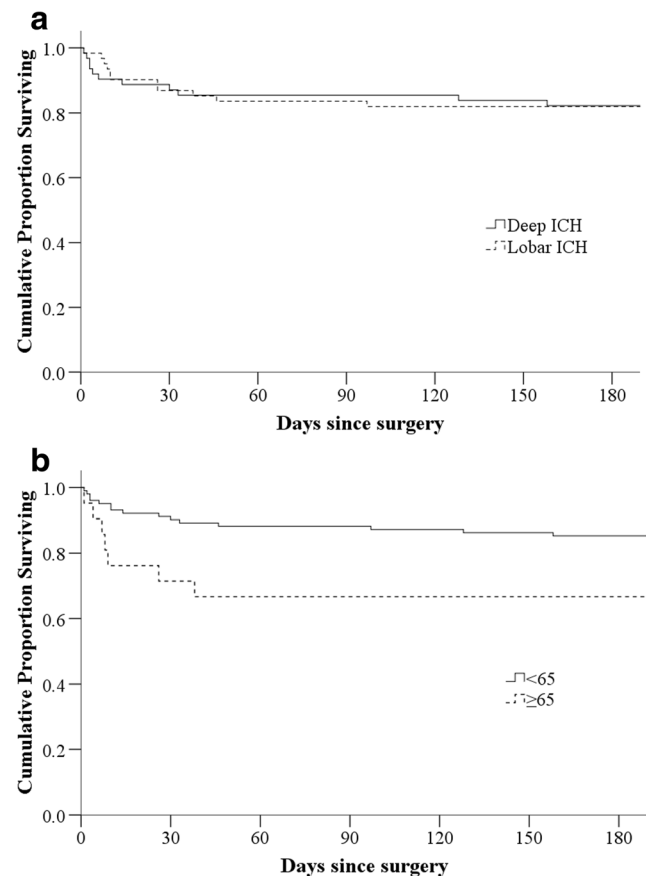 a
Cumulative Proportion Surviving
1.0
0.8
0.6
0.4
0.2
0.0
Deep ICH
Lobar ICH
0 30 60 90 120 150 180
Days since surgery
b
Cumulative Proportion Surviving
1.0
0.8
0.6
0.4
0.2
0.0
<65
≥65
0 30 60 90 120 150 180
Days since surgery